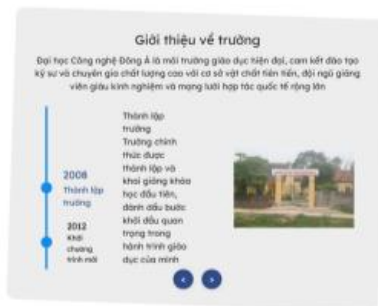 Giới thiệu về trường
Đại học Công nghệ Đông Á là môi trường giáo dục hiện đại, cam kết đào tạo
kỹ sư và chuyên gia chất lượng cao với cơ sở vật chất tiên tiến, đội ngũ giảng
viên giàu kinh nghiệm và mạng lưới hợp tác quốc tế rộng lớn
2008
Thành lập
trường
2012
Khởi
chương
trình mới
Thành lập
trường
Trường chính
thức được
thành lập và
khai giảng khóa
học đầu tiên,
đánh dấu bước
khởi đầu quan
trọng trong
hành trình giáo
dục của mình